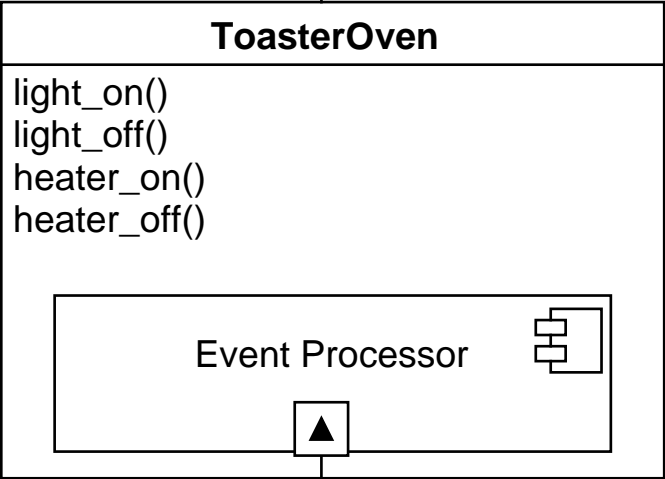 ToasterOven
light_on()
light_off()
heater_on()
heater_off()
Event Processor